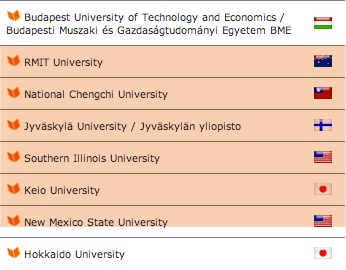 Budapest University of Technology and Economics /
Budapesti Muszaki és Gazdaságtudományi Egyetem BME
RMIT University
National Chengchi University
Jyväskylä University / Jyväskylän yliopisto
Southern Illinois University
Keio University
New Mexico State University
Hokkaido University